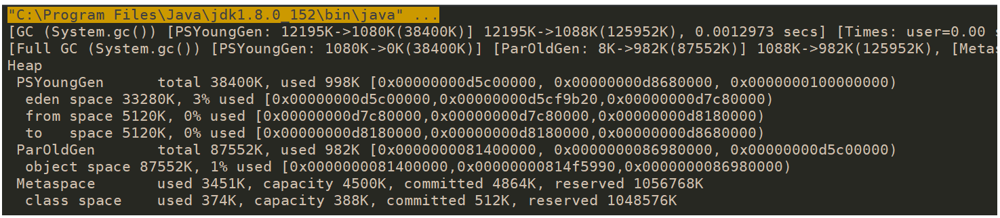 "C:\Program Files\Java\jdk1.8.0_152\bin\java" ...
[GC (System.gc()) [PSYoungGen: 12195K->1080K(38400K)] 12195K->1088K(125952K), 0.0012973 secs] [Times: user=0.00 s
[Full GC (System.gc()) [PSYoungGen: 1080K->0K(38400K)] [ParOldGen: 8K->982K(87552K)] 1088K->982K(125952K), [Metas
Heap
 PSYoungGen      total 38400K, used 998K [0x00000000d5c00000, 0x00000000d8680000, 0x0000000100000000)
  eden space 33280K, 3% used [0x00000000d5c00000,0x00000000d5cf9b20,0x00000000d7c80000)
  from space 5120K, 0% used [0x00000000d7c80000,0x00000000d7c80000,0x00000000d8180000)
  to   space 5120K, 0% used [0x00000000d8180000,0x00000000d8180000,0x00000000d8680000)
 ParOldGen       total 87552K, used 982K [0x0000000081400000, 0x0000000086980000, 0x00000000d5c00000)
  object space 87552K, 1% used [0x0000000081400000,0x00000000814f5990,0x0000000086980000)
 Metaspace       used 3451K, capacity 4500K, committed 4864K, reserved 1056768K
  class space    used 374K, capacity 388K, committed 512K, reserved 1048576K